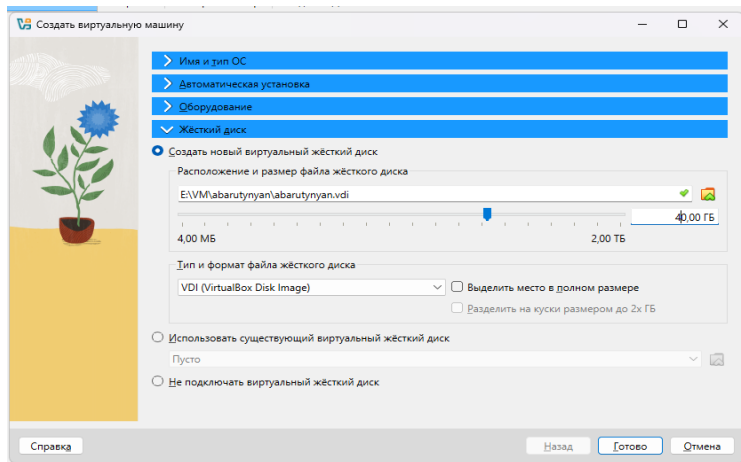 Создать виртуальную машину
Имя и тип ОС
Автоматическая установка
Оборудование
Жёсткий диск
Создать новый виртуальный жёсткий диск
Расположение и размер файла жёсткого диска
E:\VM\abarutynyan\abarutynyan.vdi
40,00 ГБ
4,00 МБ
2,00 ТБ
Тип и формат файла жёсткого диска
VDI (VirtualBox Disk Image)
Выделить место в полном размере
Разделить на куски размером до 2х ГБ
Использовать существующий виртуальный жёсткий диск
Пусто
Не подключать виртуальный жёсткий диск
Справка
Назад
Готово
Отмена